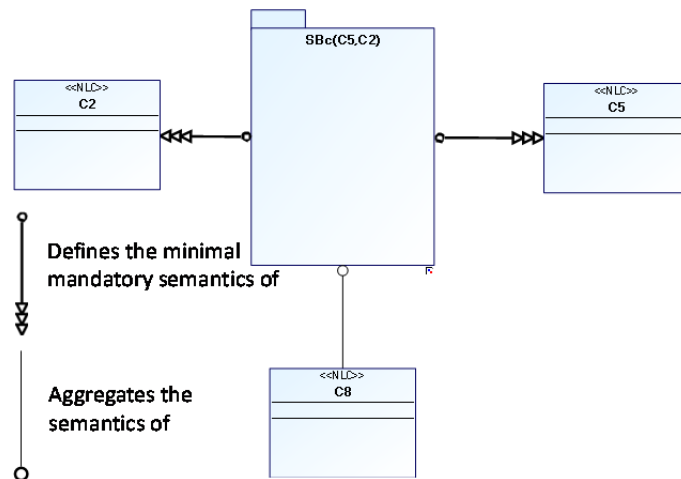 SBc(C5,C2)
<<NLC>>
C2
<<NLC>>
C5
Defines the minimal
mandatory semantics of
<<NLC>>
C8
Aggregates the
semantics of